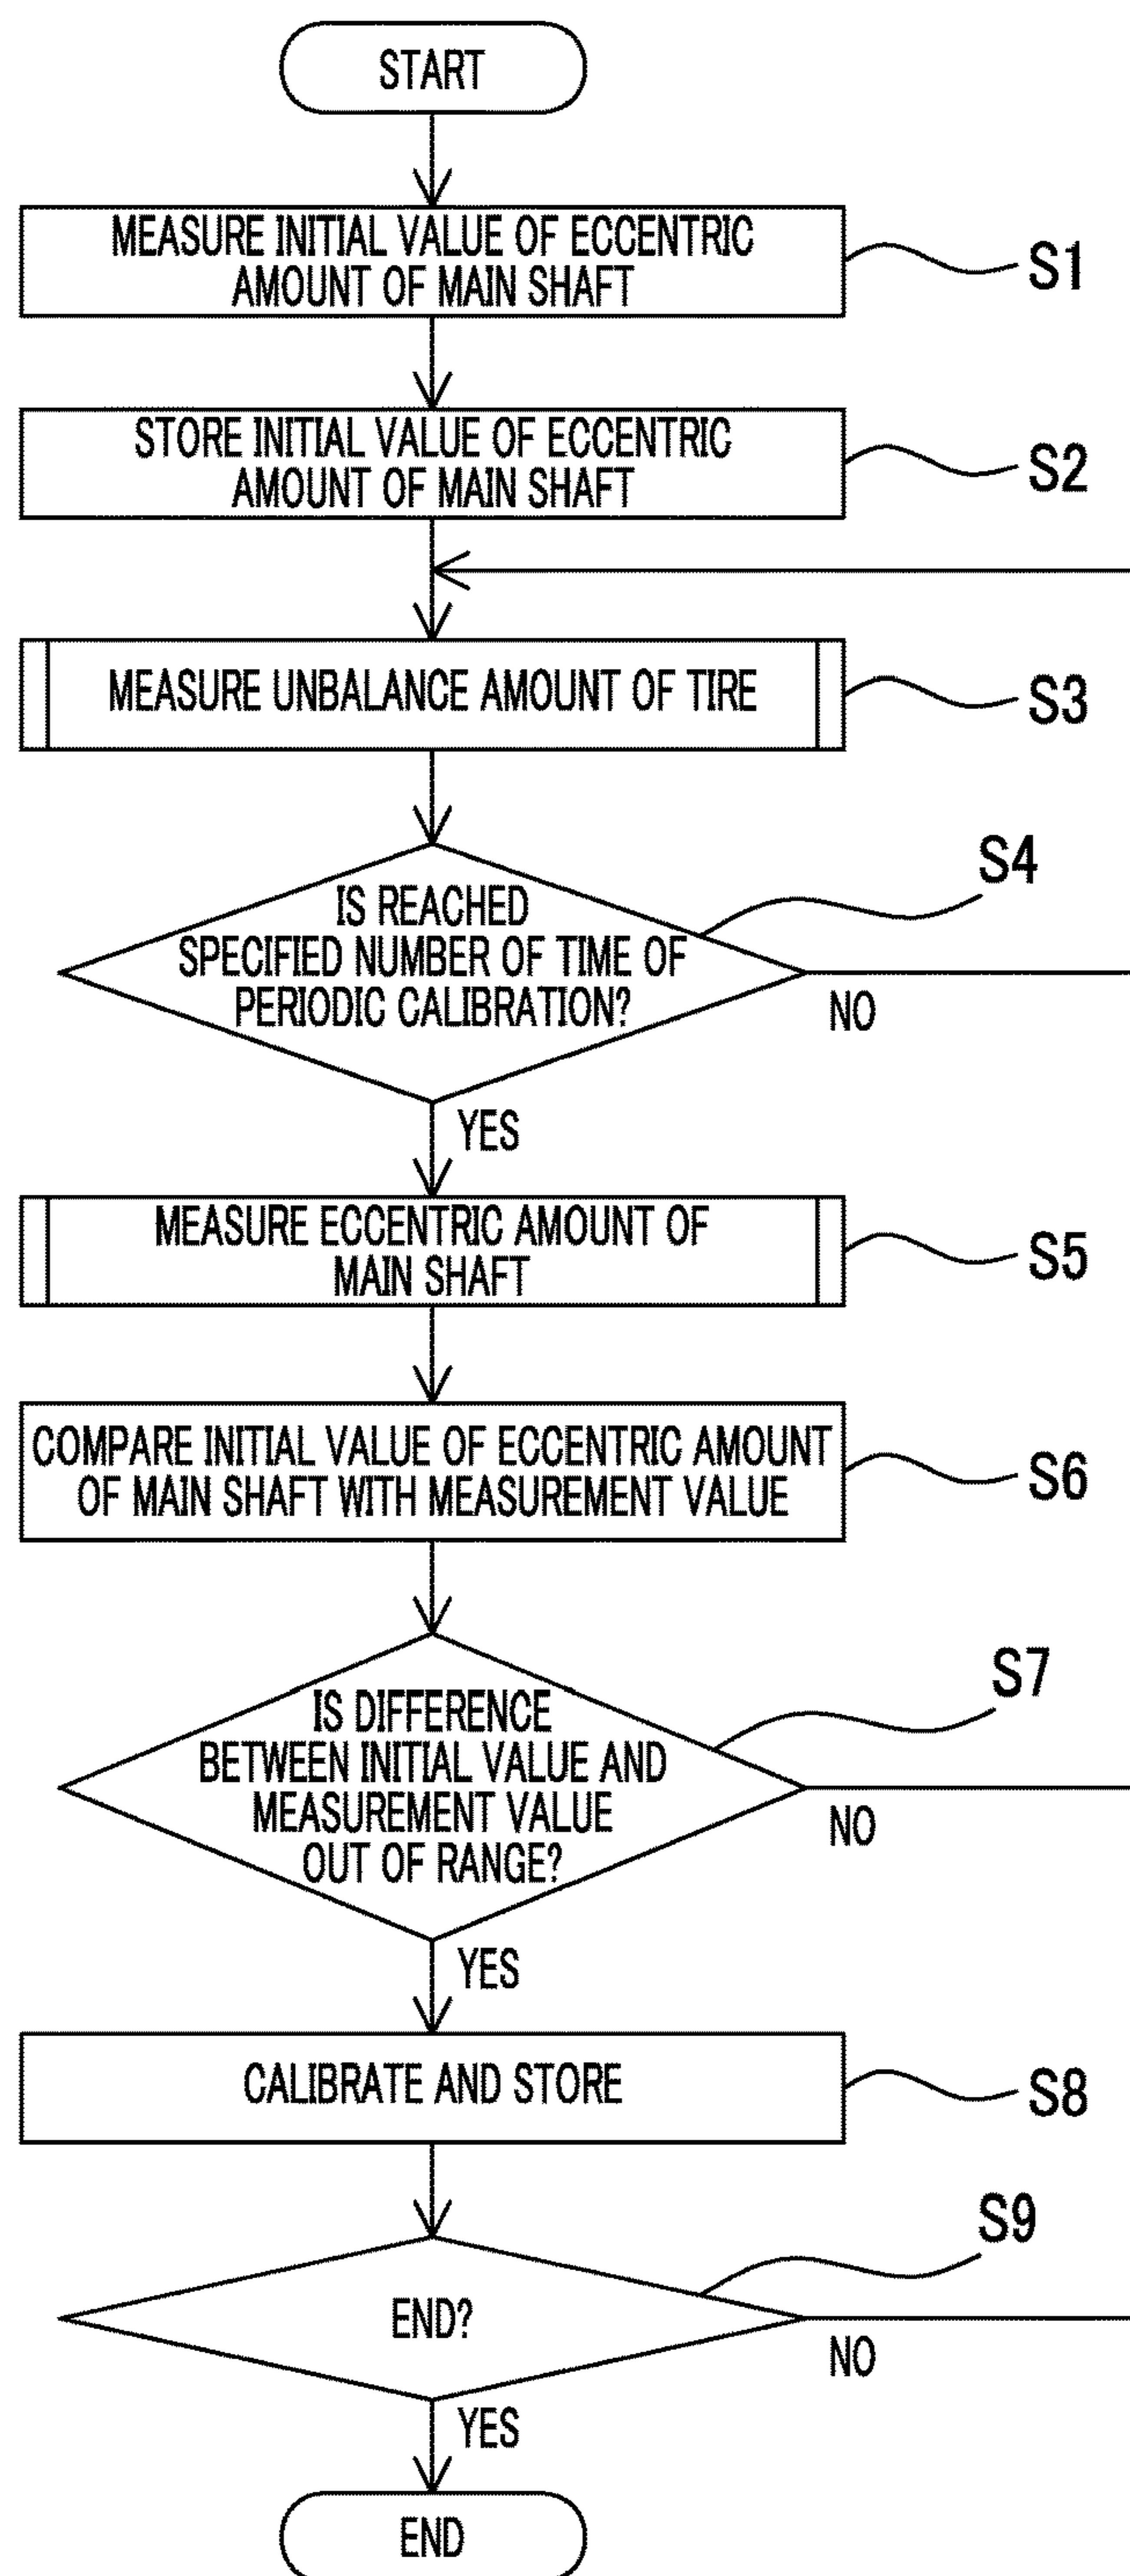 START
MEASURE INITIAL VALUE OF ECCENTRIC
AMOUNT OF MAIN SHAFT
S1
STORE INITIAL VALUE OF ECCENTRIC
AMOUNT OF MAIN SHAFT
S2
MEASURE UNBALANCE AMOUNT OF TIRE
S3
S4
IS REACHED
SPECIFIED NUMBER OF TIME OF
PERIODIC CALIBRATION?
NO
YES
MEASURE ECCENTRIC AMOUNT OF
MAIN SHAFT
S5
COMPARE INITIAL VALUE OF ECCENTRIC AMOUNT
OF MAIN SHAFT WITH MEASUREMENT VALUE
S6
S7
IS DIFFERENCE
BETWEEN INITIAL VALUE AND
MEASUREMENT VALUE
OUT OF RANGE?
NO
YES
CALIBRATE AND STORE
S8
S9
END?
NO
YES
END